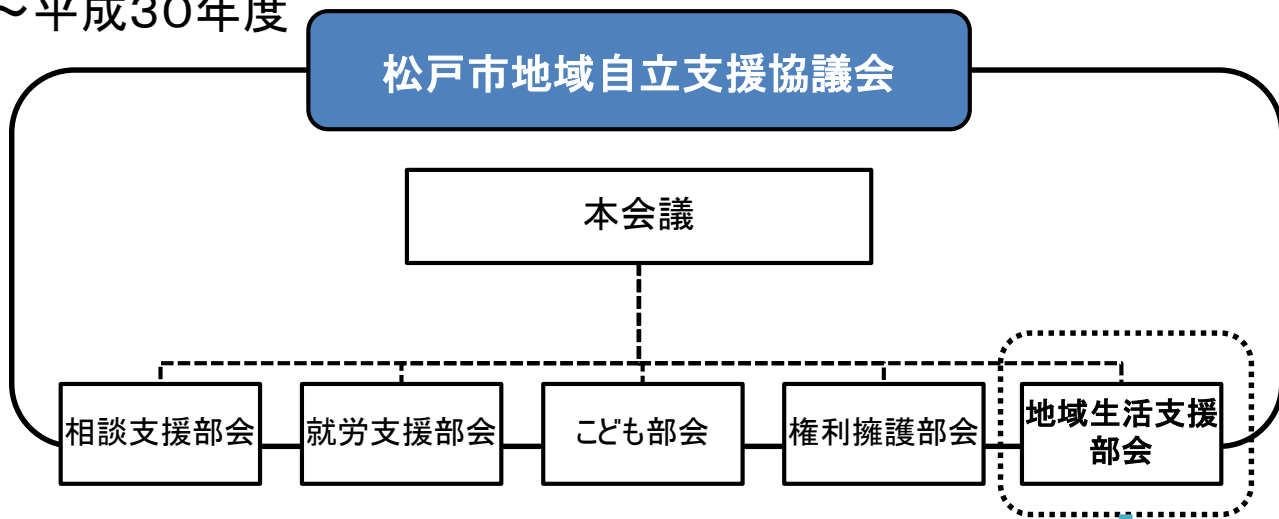 ～平成30年度
松戸市地域自立支援協議会
本会議
相談支援部会
就労支援部会
こども部会
権利擁護部会
地域生活支援
部会